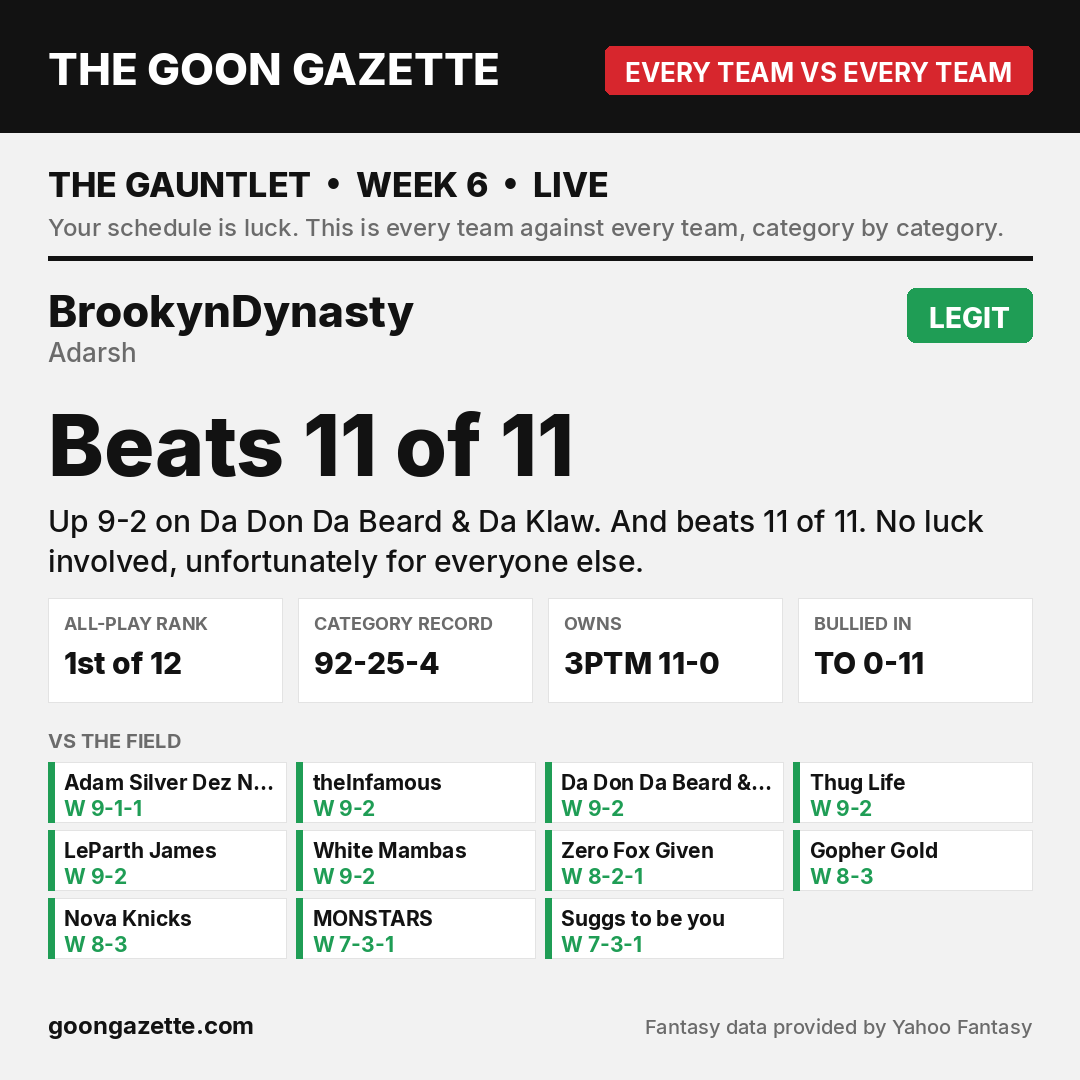 THE GOON GAZETTE
EVERY TEAM VS EVERY TEAM
THE GAUNTLET • WEEK 6 • LIVE
Your schedule is luck. This is every team against every team, category by category.
BrookynDynasty
LEGIT
Adarsh
Beats 11 of 11
Up 9-2 on Da Don Da Beard & Da Klaw. And beats 11 of 11. No luck
involved, unfortunately for everyone else.
ALL-PLAY RANK
1st of 12
CATEGORY RECORD
92-25-4
OWNS
3PTM 11-0
BULLIED IN
TO 0-11
VS THE FIELD
Adam Silver Dez N...
W 9-1-1
theInfamous
W 9-2
Da Don Da Beard &...
W 9-2
Thug Life
W 9-2
LeParth James
W 9-2
White Mambas
W 9-2
Zero Fox Given
W 8-2-1
Gopher Gold
W 8-3
Nova Knicks
W 8-3
MONSTARS
W 7-3-1
Suggs to be you
W 7-3-1
goongazette.com
Fantasy data provided by Yahoo Fantasy